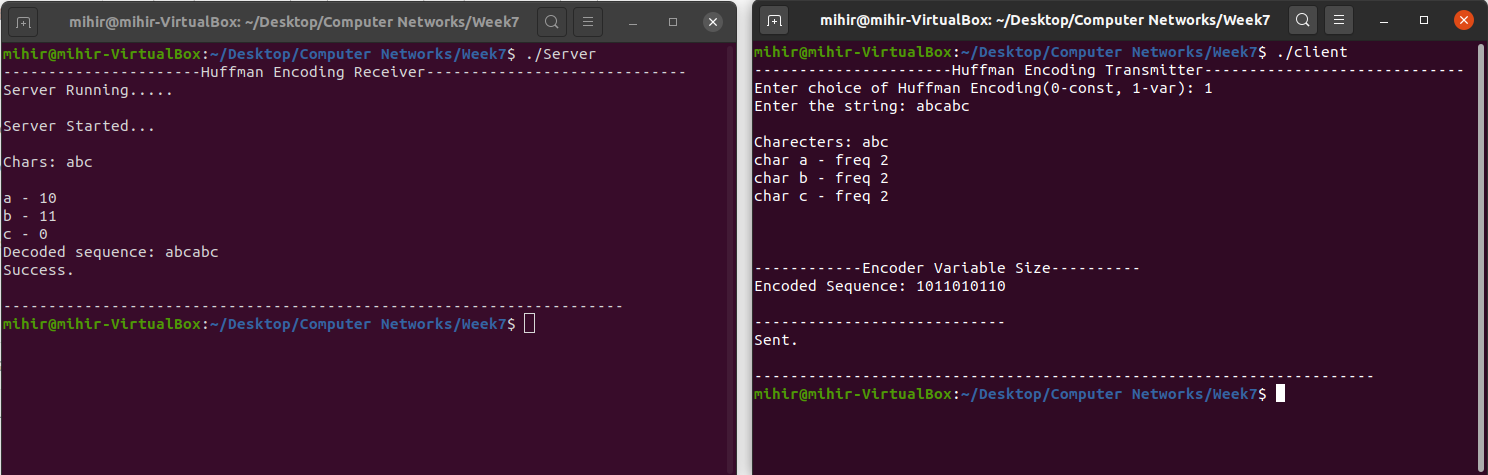 mihir@mihir-VirtualBox: ~/Desktop/Computer Networks/Week7
mihir@mihir-VirtualBox:~/Desktop/Computer Networks/Week7$ ./Server
----------------------Huffman Encoding Receiver-----------------------------
Server Running.....
Server Started...
Chars: abc
a - 10
b - 11
c - 0
Decoded sequence: abcabc
Success.
---------------------------------------------------------------------
mihir@mihir-VirtualBox:~/Desktop/Computer Networks/Week7$
mihir@mihir-VirtualBox: ~/Desktop/Computer Networks/Week7
mihir@mihir-VirtualBox:~/Desktop/Computer Networks/Week7$ ./client
----------------------Huffman Encoding Transmitter-----------------------------
Enter choice of Huffman Encoding(0-const, 1-var): 1
Enter the string: abcabc
Charecters: abc
char a - freq 2
char b - freq 2
char c - freq 2
------------Encoder Variable Size----------
Encoded Sequence: 1011010110
----------------------------
Sent.
---------------------------------------------------------------------
mihir@mihir-VirtualBox:~/Desktop/Computer Networks/Week7$